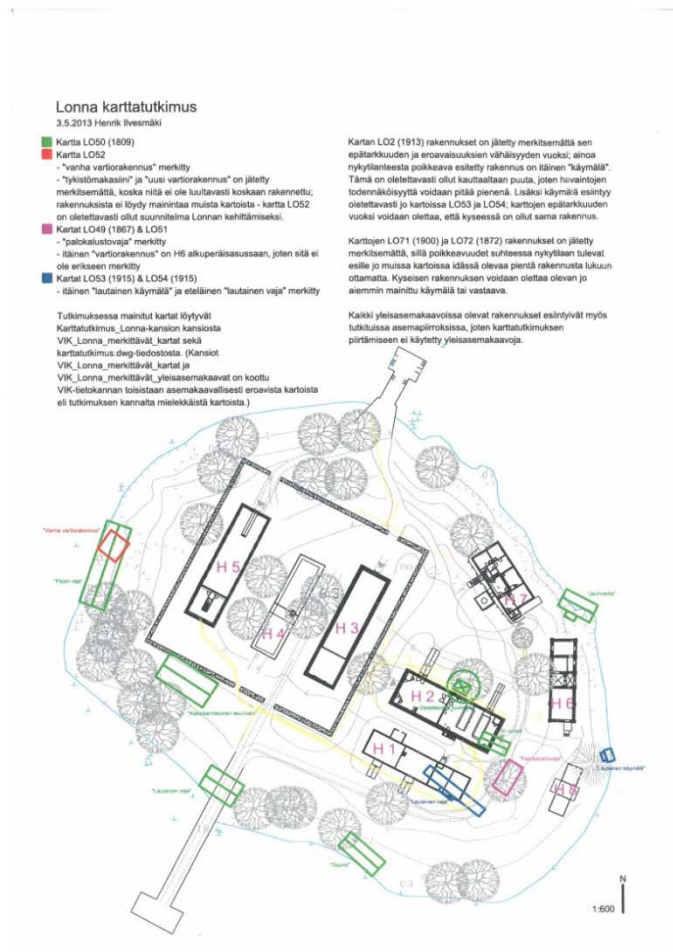 Lonna karttatutkimus
3.5.2013 Henrik Ilvesmäki
Kartta LO50 (1809)
Kartta LO52
- "vanha vartiorakennus" merkitty
- "tykistömakasiini" ja "uusi vartiorakennus" on jätetty
merkitsemättä, koska niitä ei ole luultavasti koskaan rakennettu;
rakennuksista ei löydy mainintaa muista kartoista - kartta LO52
on oletettavasti ollut suunnitelma Lonnan kehittämiseksi.
Kartat LO49 (1867) & LO51
- "palokalustovaja" merkitty
- itäinen "vartiorakennus" on H6 alkuperäisasussaan, joten sitä ei
ole erikseen merkitty
Kartat LO53 (1915) & LO54 (1915)
- itäinen "lautainen käymälä" ja eteläinen "lautainen vaja" merkitty
Tutkimuksessa mainitut kartat löytyvät
Karttatutkimus_Lonna-kansion kansiosta
VIK_Lonna_merkittävät_kartat sekä
karttatutkimus.dwg-tiedostosta. (Kansiot
VIK_Lonna_merkittävät_kartat ja
VIK_Lonna_merkittävät_yleisasemakaavat on koottu
VIK-tietokannan toisistaan asemakaavallisesti eroavista kartoista
eli tutkimuksen kannalta mielekkäistä kartoista.)
Kartan LO2 (1913) rakennukset on jätetty merkitsemättä sen
epätarkkuuden ja eroavaisuuksien vähäisyyden vuoksi; ainoa
nykytilanteesta poikkeava esitetty rakennus on itäinen "käymälä".
Tämä on oletettavasti ollut kauttaaltaan puuta, joten havaintojen
todennäköisyyttä voidaan pitää pienenä. Lisäksi käymälä esiintyy
oletettavasti jo kartoissa LO53 ja LO54; karttojen epätarkkuuden
vuoksi voidaan olettaa, että kyseessä on ollut sama rakennus.
Karttojen LO71 (1900) ja LO72 (1872) rakennukset on jätetty
merkitsemättä, sillä poikkeavuudet suhteessa nykytilaan tulevat
esille jo muissa kartoissa idässä olevaa pientä rakennusta lukuun
ottamatta. Kyseisen rakennuksen voidaan olettaa olevan jo
aiemmin mainittu käymälä tai vastaava.
Kaikki yleisasemakaavoissa olevat rakennukset esiintyivät myös
tutkituissa asemapiirroksissa, joten karttatutkimuksen
piirtämiseen ei käytetty yleisasemakaavoja.
"Vanha vartiorakennus"
"Pajan vaja"
H 5
H 4
H 3
H 7
H 6
H 2
H 1
H 8
"Lautainen käymälä"
"Palokalustovaja"
"Lautainen vaja"
"Lautainen vaja"
"Sauna"
N
1:600